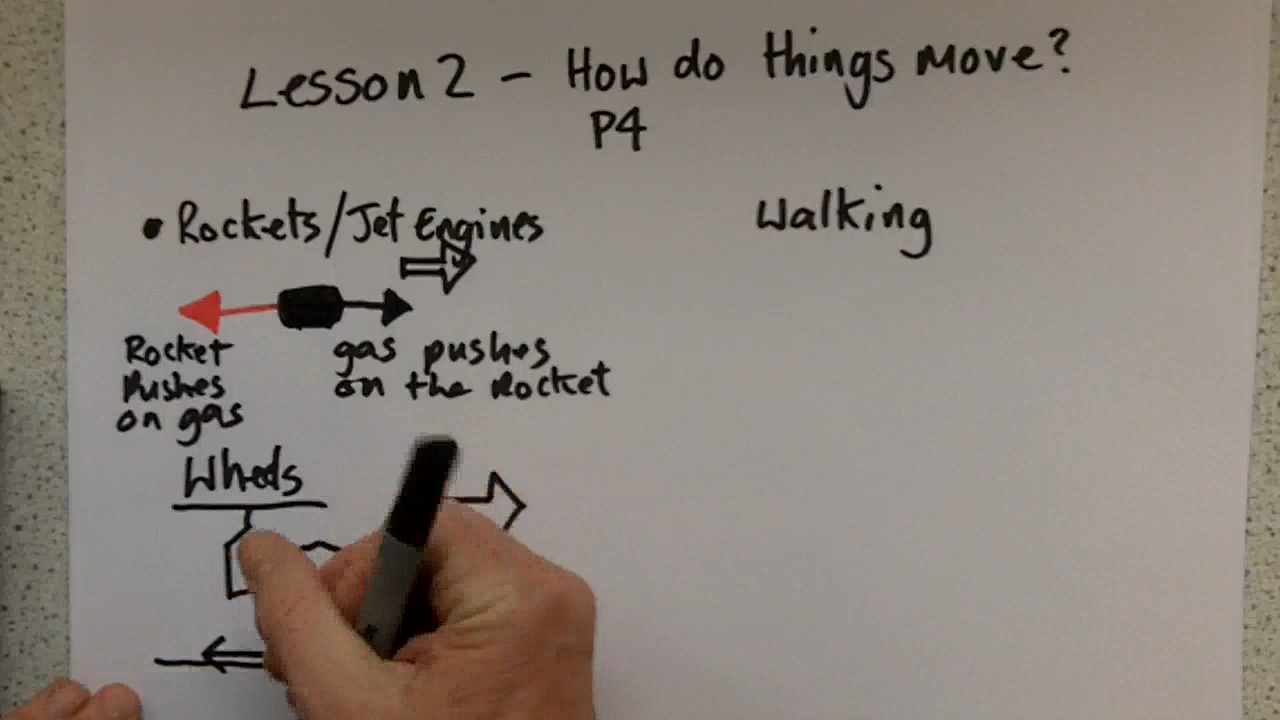 Lesson 2 - How do things move?
P4
• Rockets/Jet Engines
Rocket
Pushes
on gas
gas pushes
on the Rocket
Wheels
Walking